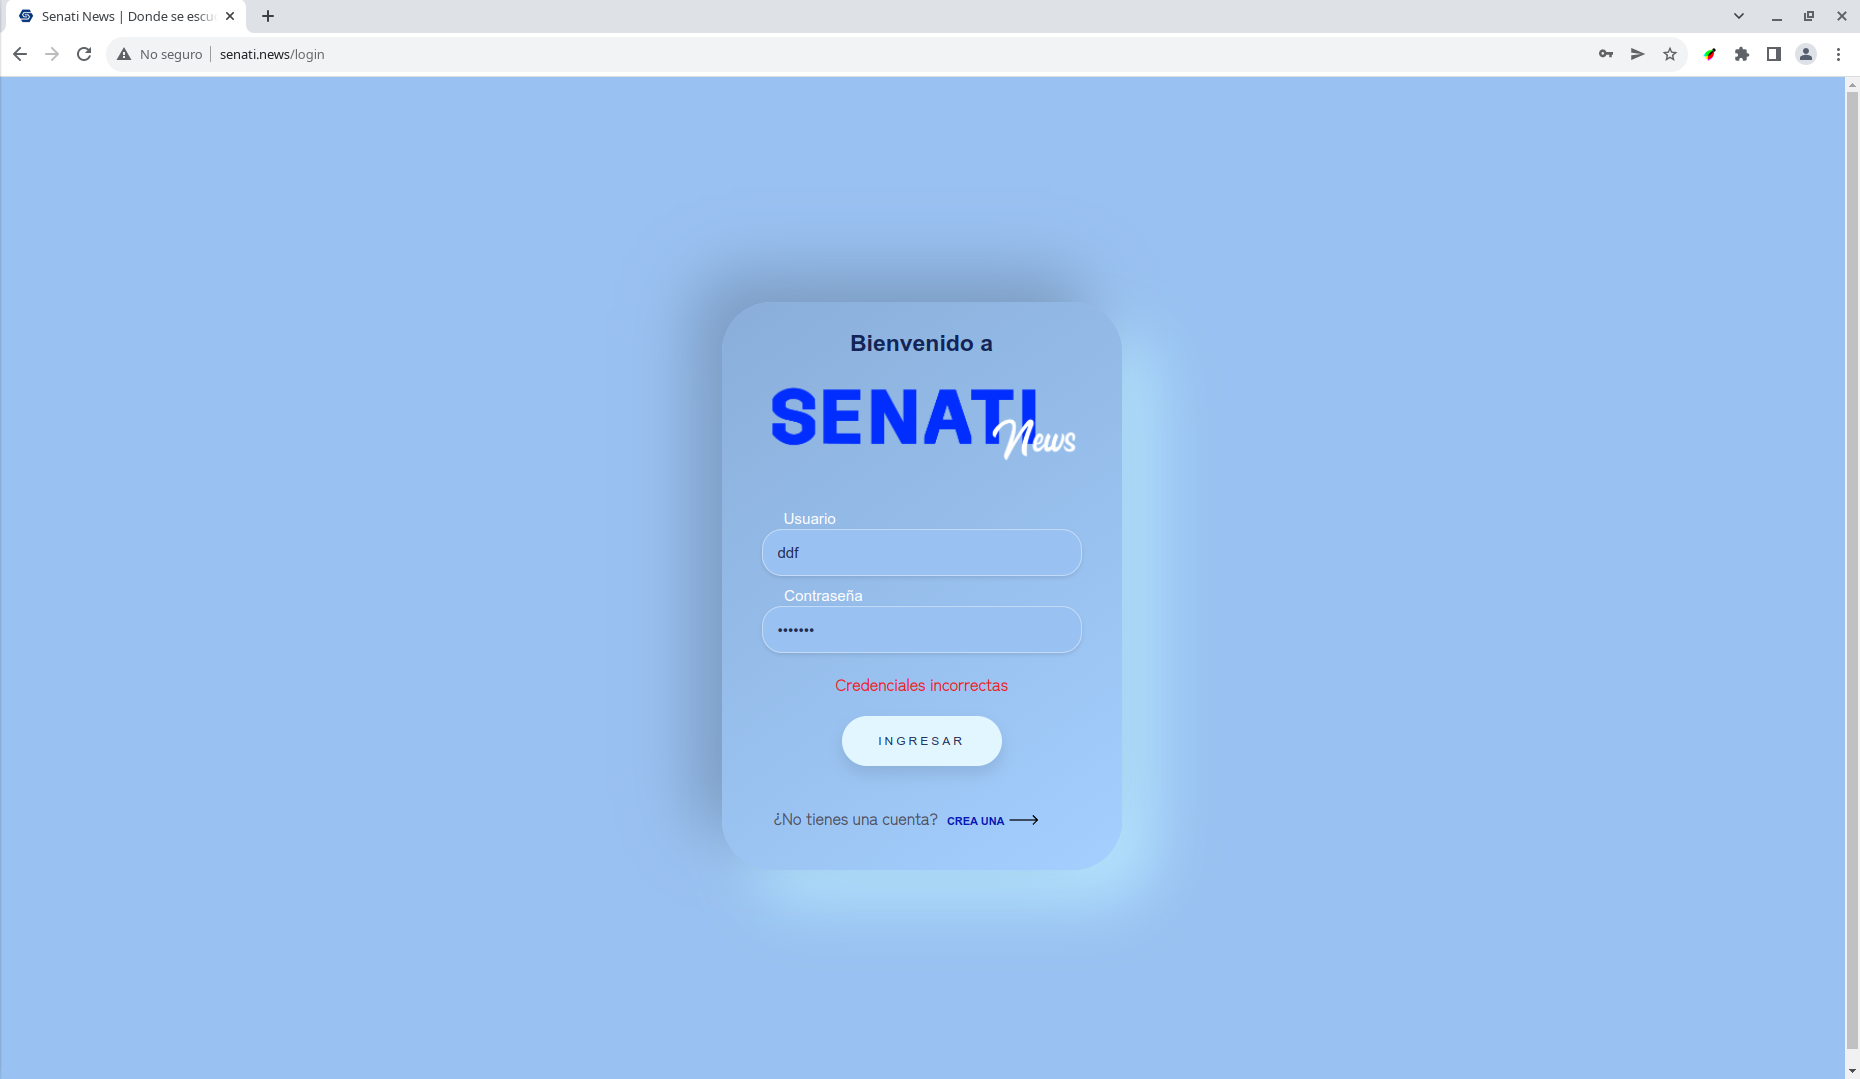 Senati News | Donde se escu
No seguro
senati.news/login
Bienvenido a
SENATI
News
Usuario
ddf
Contraseña
•••••••
Credenciales incorrectas
INGRESAR
¿No tienes una cuenta? CREA UNA